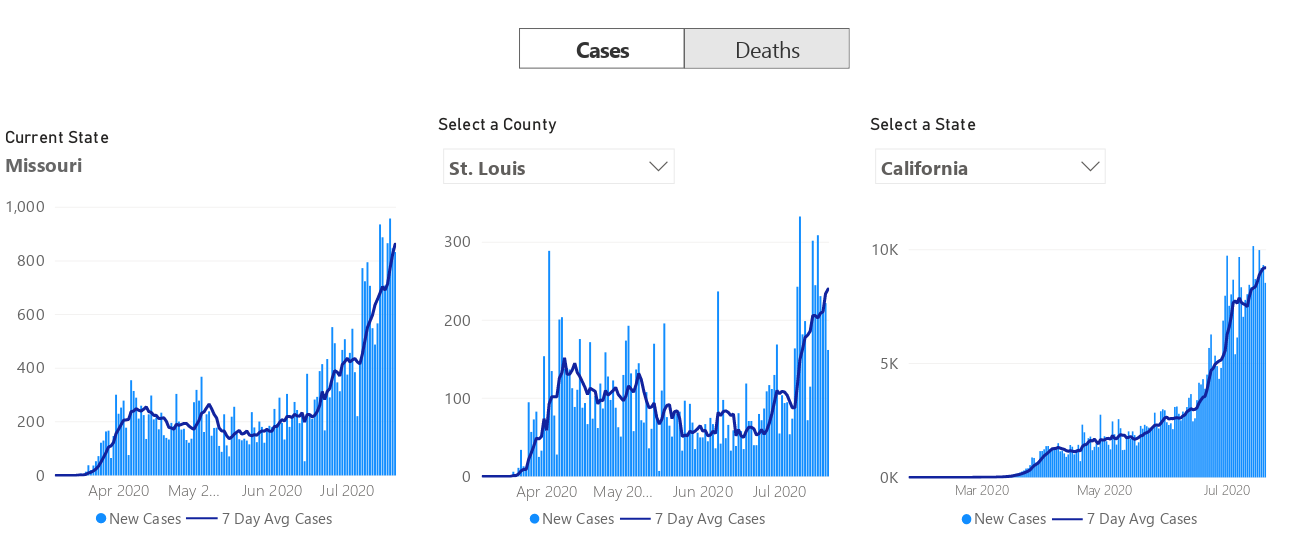 Cases Deaths
Current State
Missouri
Select a County
St. Louis
Select a State
California
1,000
800
600
400
200
0
Apr 2020 May 2... Jun 2020 Jul 2020
New Cases 7 Day Avg Cases
300
200
100
0
Apr 2020 May 20... Jun 2020 Jul 2020
New Cases 7 Day Avg Cases
10K
5K
0K
Mar 2020 May 2020 Jul 2020
New Cases 7 Day Avg Cases